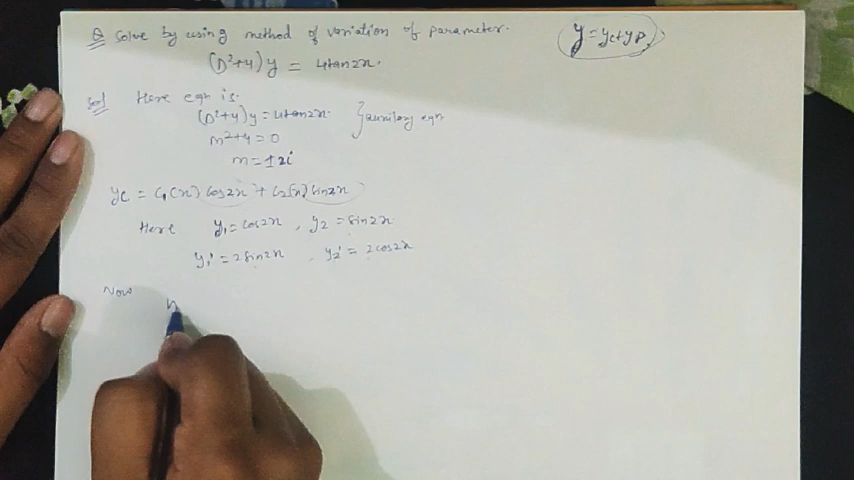 Q Solve by using method of variation of parameter.
y = yc + yp
(D²+4)y = 4tan2x.
Sol Here eqn is.
(D²+4)y = 4tan2x. } auxiliary eqn
m²+4 = 0
m = ±2i
yc = c₁(x) cos2x + c₂(x) sin2x
Here y₁ = cos2x , y₂ = sin2x
y₁' = 2sin2x , y₂' = 2cos2x
Now